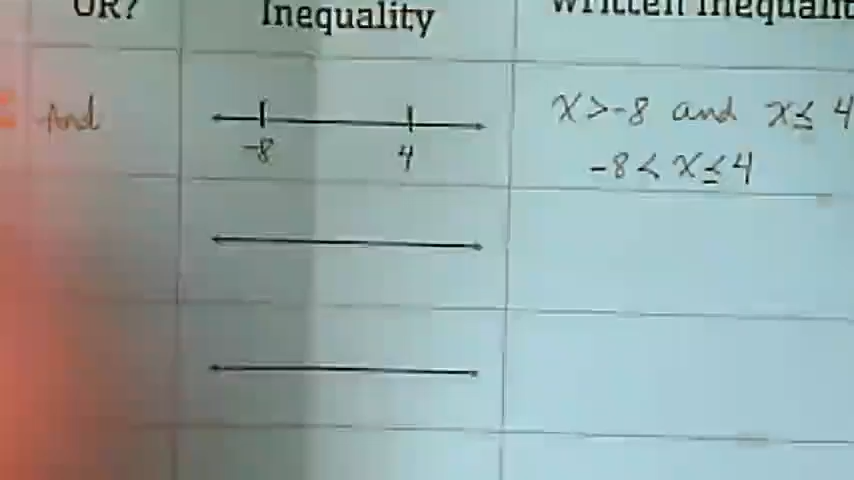 OR?
Inequality
Written Inequalit
And
-8
4
x>-8 and x≤4
-8<x≤4